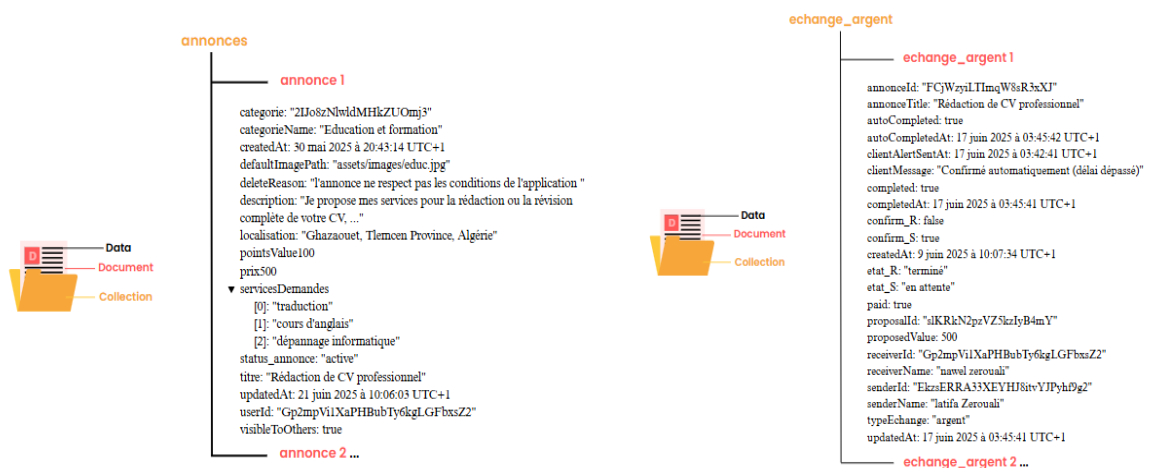 annonces
annonce 1
categorie: "2IJo8zNlwldMHkZUOmj3"
categorieName: "Education et formation"
createdAt: 30 mai 2025 à 20:43:14 UTC+1
defaultImagePath: "assets/images/educ.jpg"
deleteReason: "l'annonce ne respect pas les conditions de l'application "
description: "Je propose mes services pour la rédaction ou la révision
complète de votre CV, ..."
localisation: "Ghazaouet, Tlemcen Province, Algérie"
pointsValue100
prix500
▼ servicesDemandes
[0]: "traduction"
[1]: "cours d'anglais"
[2]: "dépannage informatique"
status_annonce: "active"
titre: "Rédaction de CV professionnel"
updatedAt: 21 juin 2025 à 10:06:03 UTC+1
userId: "Gp2mpVi1XaPHBubTy6kgLGFbxsZ2"
visibleToOthers: true
annonce 2 ...
D
Data
Document
Collection
echange_argent
echange_argent 1
annonceId: "FCjWzyiLTImqW8sR3xXJ"
annonceTitle: "Rédaction de CV professionnel"
autoCompleted: true
autoCompletedAt: 17 juin 2025 à 03:45:42 UTC+1
clientAlertSentAt: 17 juin 2025 à 03:42:41 UTC+1
clientMessage: "Confirmé automatiquement (délai dépassé)"
completed: true
completedAt: 17 juin 2025 à 03:45:41 UTC+1
confirm_R: false
confirm_S: true
createdAt: 9 juin 2025 à 10:07:34 UTC+1
etat_R: "terminé"
etat_S: "en attente"
paid: true
proposalId: "slKRkN2pzVZ5kzIyB4mY"
proposedValue: 500
receiverId: "Gp2mpVi1XaPHBubTy6kgLGFbxsZ2"
receiverName: "nawel zerouali"
senderId: "EkzsERRA33XEYHJ8itvYJPyhf9g2"
senderName: "latifa Zerouali"
typeEchange: "argent"
updatedAt: 17 juin 2025 à 03:45:41 UTC+1
echange_argent 2 ...
D
Data
Document
Collection